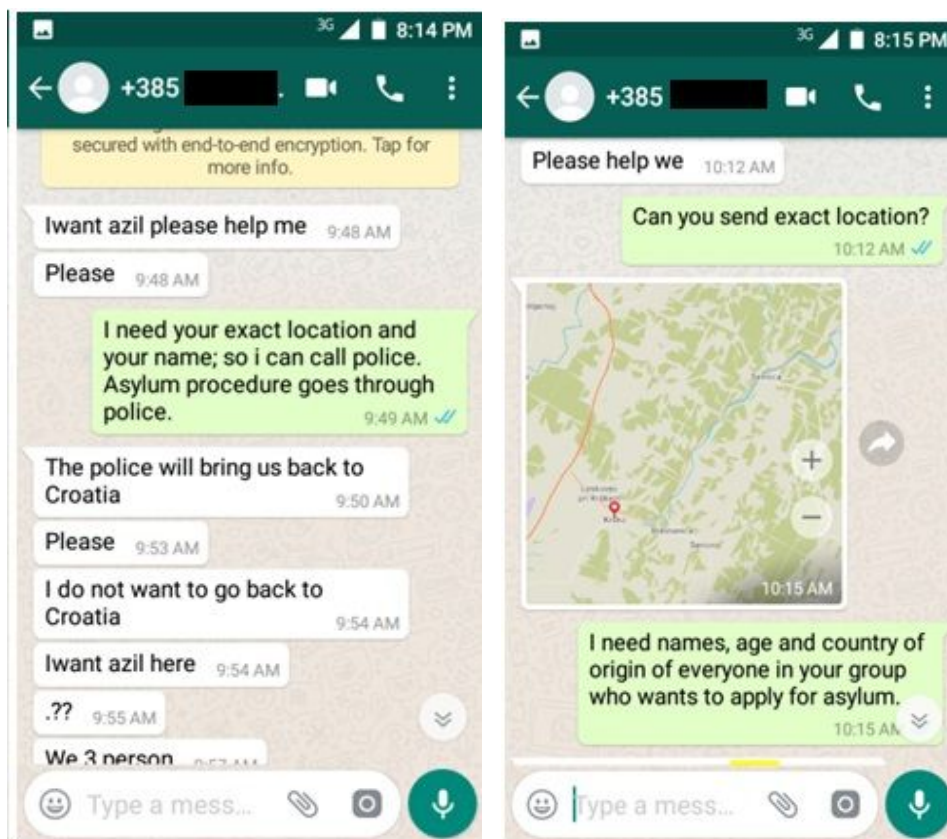 3G 8:14 PM
+385
secured with end-to-end encryption. Tap for
more info.
Iwant azil please help me 9:48 AM
Please 9:48 AM
I need your exact location and
your name; so i can call police.
Asylum procedure goes through
police. 9:49 AM
The police will bring us back to
Croatia 9:50 AM
Please 9:53 AM
I do not want to go back to
Croatia 9:54 AM
Iwant azil here 9:54 AM
.?? 9:55 AM
We 3 person
Type a mess...
3G 8:15 PM
+385
Please help we 10:12 AM
Can you send exact location?
10:12 AM
10:15 AM
I need names, age and country of
origin of everyone in your group
who wants to apply for asylum.
10:15 AM
Type a mess...